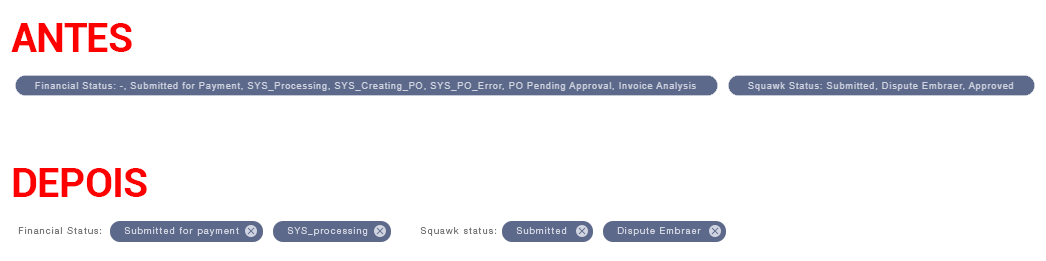 ANTES
Financial Status: -, Submitted for Payment, SYS_Processing, SYS_Creating_PO, SYS_PO_Error, PO Pending Approval, Invoice Analysis Squawk Status: Submitted, Dispute Embraer, Approved
DEPOIS
Financial Status: Submitted for payment SYS_processing Squawk status: Submitted Dispute Embraer